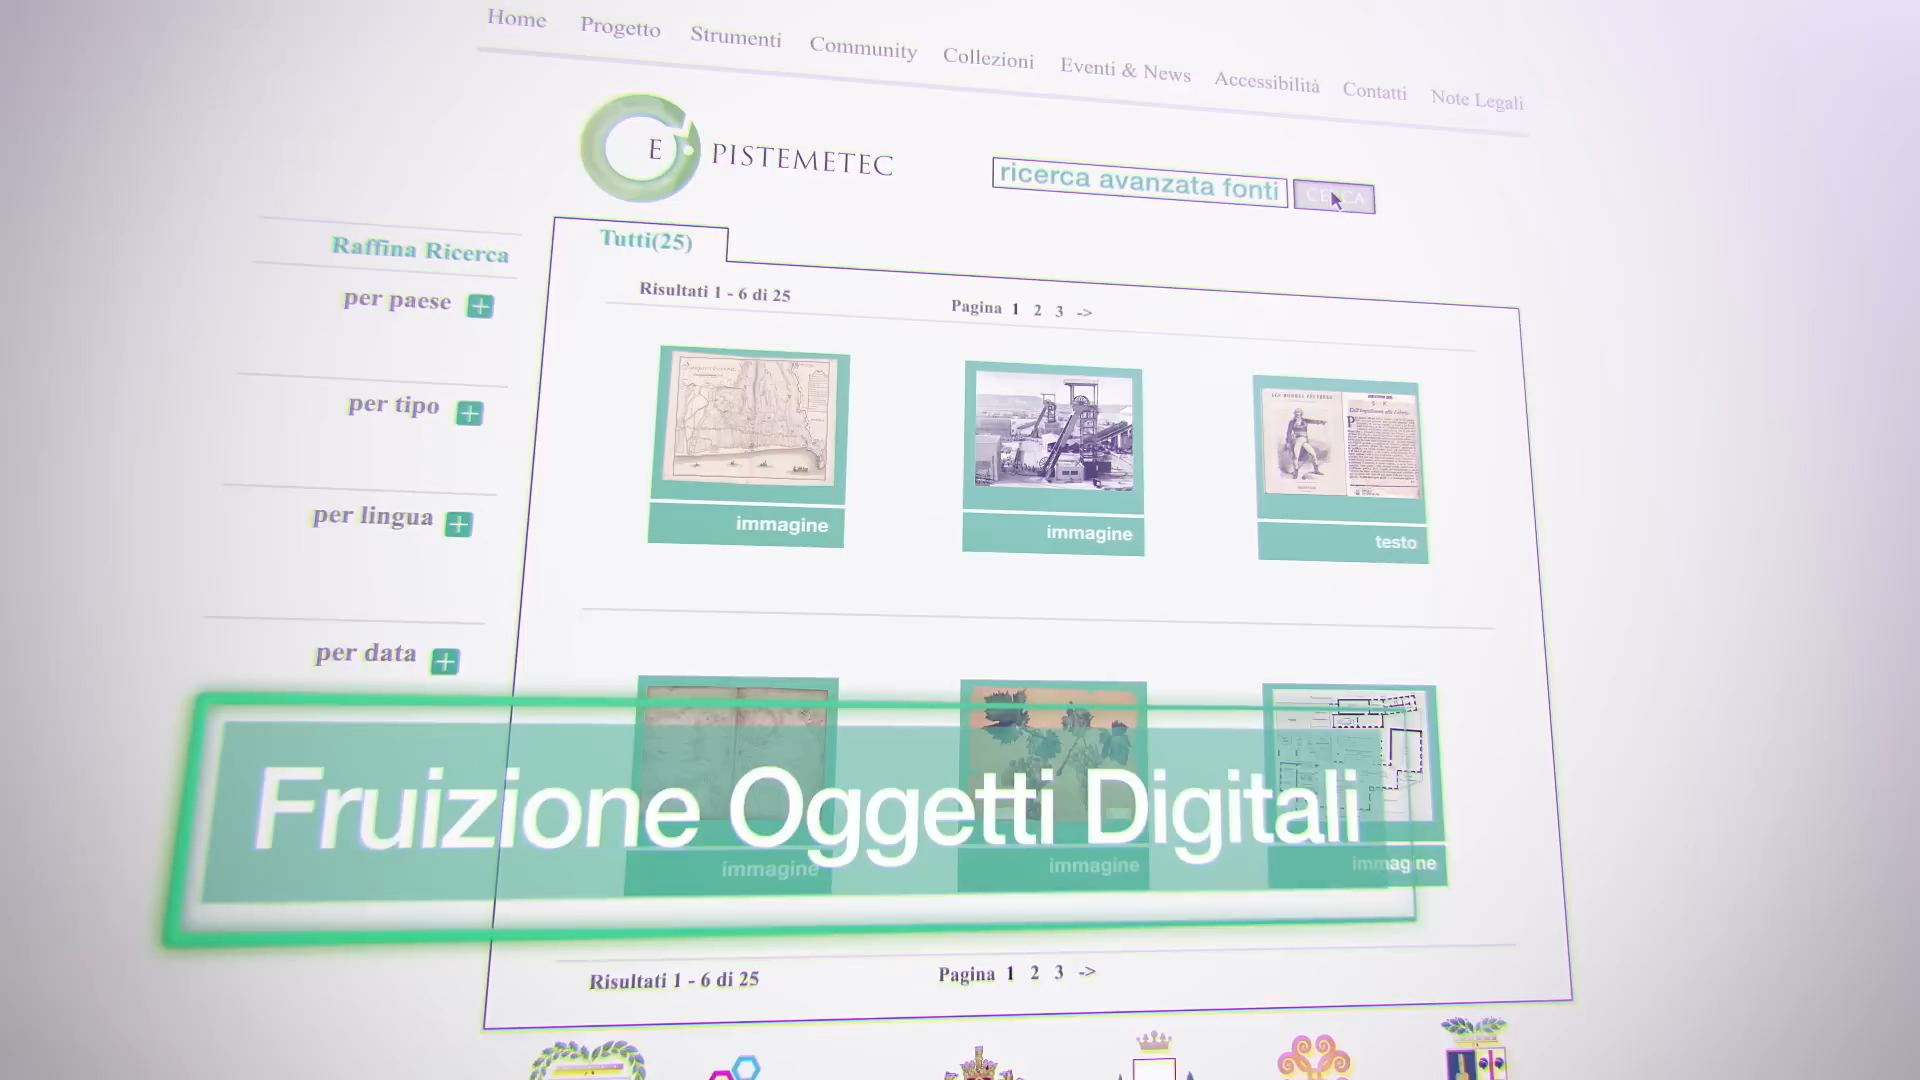 Home Progetto Strumenti Community Collezioni Eventi & News Accessibilità Contatti Note Legali
E PISTEMETEC
ricerca avanzata fonti CERCA
Raffina Ricerca
per paese
per tipo
per lingua
per data
Tutti(25)
Risultati 1 - 6 di 25 Pagina 1 2 3 ->
immagine immagine testo
Fruizione Oggetti Digitali
immagine immagine immagine
Risultati 1 - 6 di 25 Pagina 1 2 3 ->